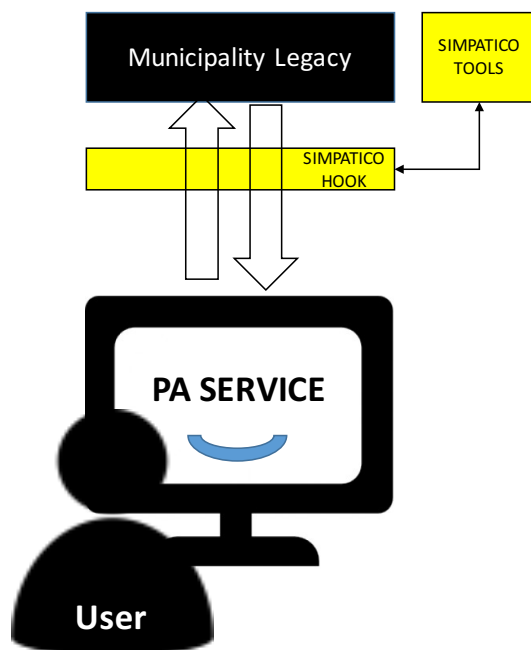 Municipality Legacy
SIMPATICO
TOOLS
SIMPATICO
HOOK
PA SERVICE
User